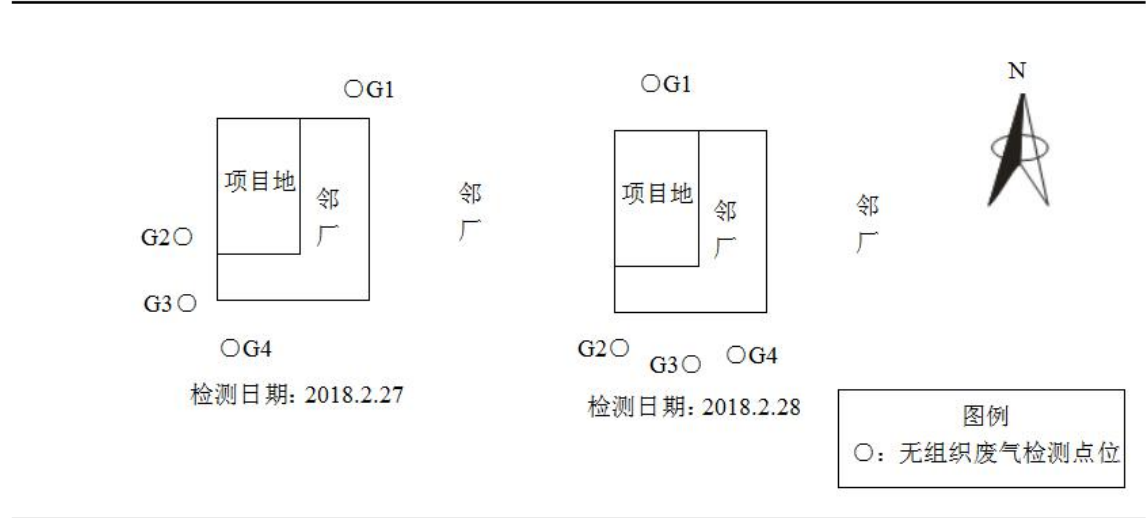 ○G1
项目地
邻厂
邻厂
G2○
G3○
○G4
检测日期: 2018.2.27
○G1
项目地
邻厂
邻厂
G2○
G3○
○G4
检测日期: 2018.2.28
N
图例
○：无组织废气检测点位